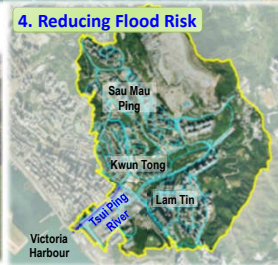 4. Reducing Flood Risk
Sau Mau
Ping
Kwun Tong
Lam Tin
Tsui Ping
River
Victoria
Harbour